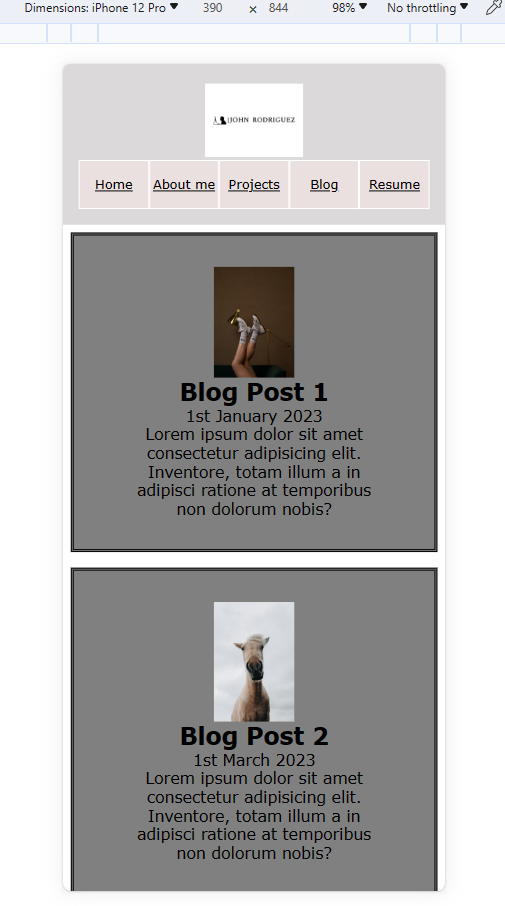 Dimensions: iPhone 12 Pro ▼ 390 × 844 98% ▼ No throttling ▼
JOHN RODRIGUEZ
Home About me Projects Blog Resume
Blog Post 1
1st January 2023
Lorem ipsum dolor sit amet
consectetur adipisicing elit.
Inventore, totam illum a in
adipisci ratione at temporibus
non dolorum nobis?
Blog Post 2
1st March 2023
Lorem ipsum dolor sit amet
consectetur adipisicing elit.
Inventore, totam illum a in
adipisci ratione at temporibus
non dolorum nobis?